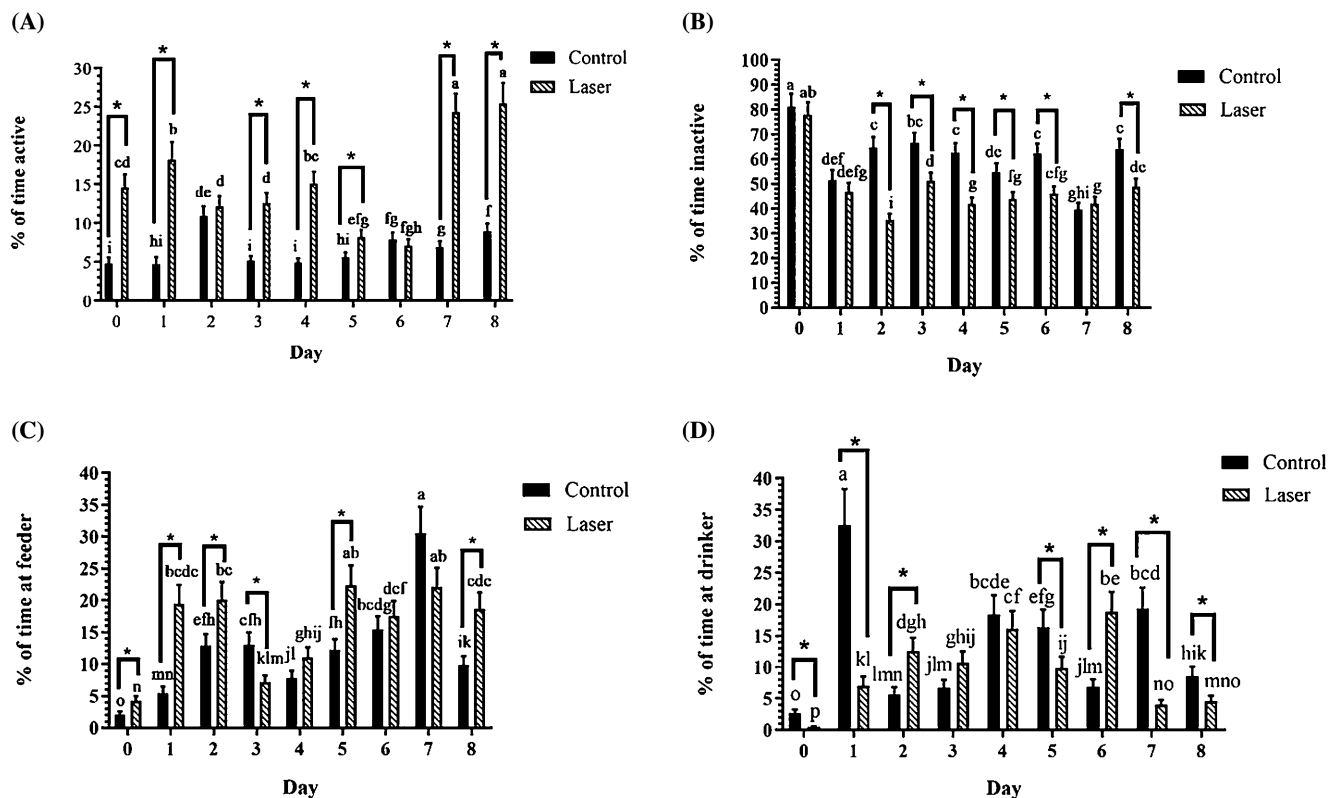 (A)
% of time active
30
25
20
15
10
5
0
* * * * * * *
i cd hi b de d i d i bc hi efg fg fgh g a f a
0 1 2 3 4 5 6 7 8
Day
Control
Laser
(B)
% of time inactive
100
90
80
70
60
50
40
30
20
10
0
* * * * * *
a ab def defg c i bc d c g de fg c efg ghi g c de
0 1 2 3 4 5 6 7 8
Day
Control
Laser
(C)
% of time at feeder
40
35
30
25
20
15
10
5
0
* * * * * *
o n mn bcde efh bc efh klm jl ghij fh ab bcdg def a ab ik cde
0 1 2 3 4 5 6 7 8
Day
Control
Laser
(D)
% of time at drinker
40
35
30
25
20
15
10
5
0
* * * * * * *
o p a kl lmn dgh jlm ghij bcde cf efg ij jlm be bcd no hik mno
0 1 2 3 4 5 6 7 8
Day
Control
Laser